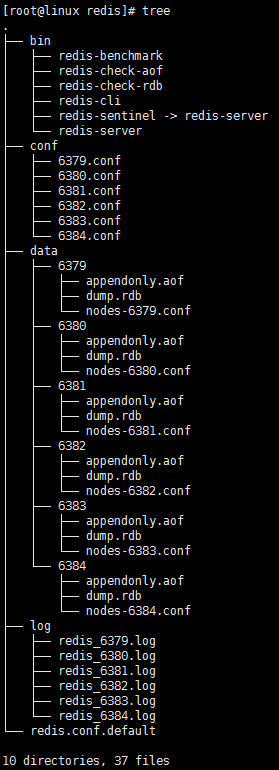 [root@linux redis]# tree
.
├── bin
│   ├── redis-benchmark
│   ├── redis-check-aof
│   ├── redis-check-rdb
│   ├── redis-cli
│   ├── redis-sentinel -> redis-server
│   └── redis-server
├── conf
│   ├── 6379.conf
│   ├── 6380.conf
│   ├── 6381.conf
│   ├── 6382.conf
│   ├── 6383.conf
│   └── 6384.conf
├── data
│   ├── 6379
│   │   ├── appendonly.aof
│   │   ├── dump.rdb
│   │   └── nodes-6379.conf
│   ├── 6380
│   │   ├── appendonly.aof
│   │   ├── dump.rdb
│   │   └── nodes-6380.conf
│   ├── 6381
│   │   ├── appendonly.aof
│   │   ├── dump.rdb
│   │   └── nodes-6381.conf
│   ├── 6382
│   │   ├── appendonly.aof
│   │   ├── dump.rdb
│   │   └── nodes-6382.conf
│   ├── 6383
│   │   ├── appendonly.aof
│   │   ├── dump.rdb
│   │   └── nodes-6383.conf
│   └── 6384
│       ├── appendonly.aof
│       ├── dump.rdb
│       └── nodes-6384.conf
├── log
│   ├── redis_6379.log
│   ├── redis_6380.log
│   ├── redis_6381.log
│   ├── redis_6382.log
│   ├── redis_6383.log
│   └── redis_6384.log
└── redis.conf.default
10 directories, 37 files